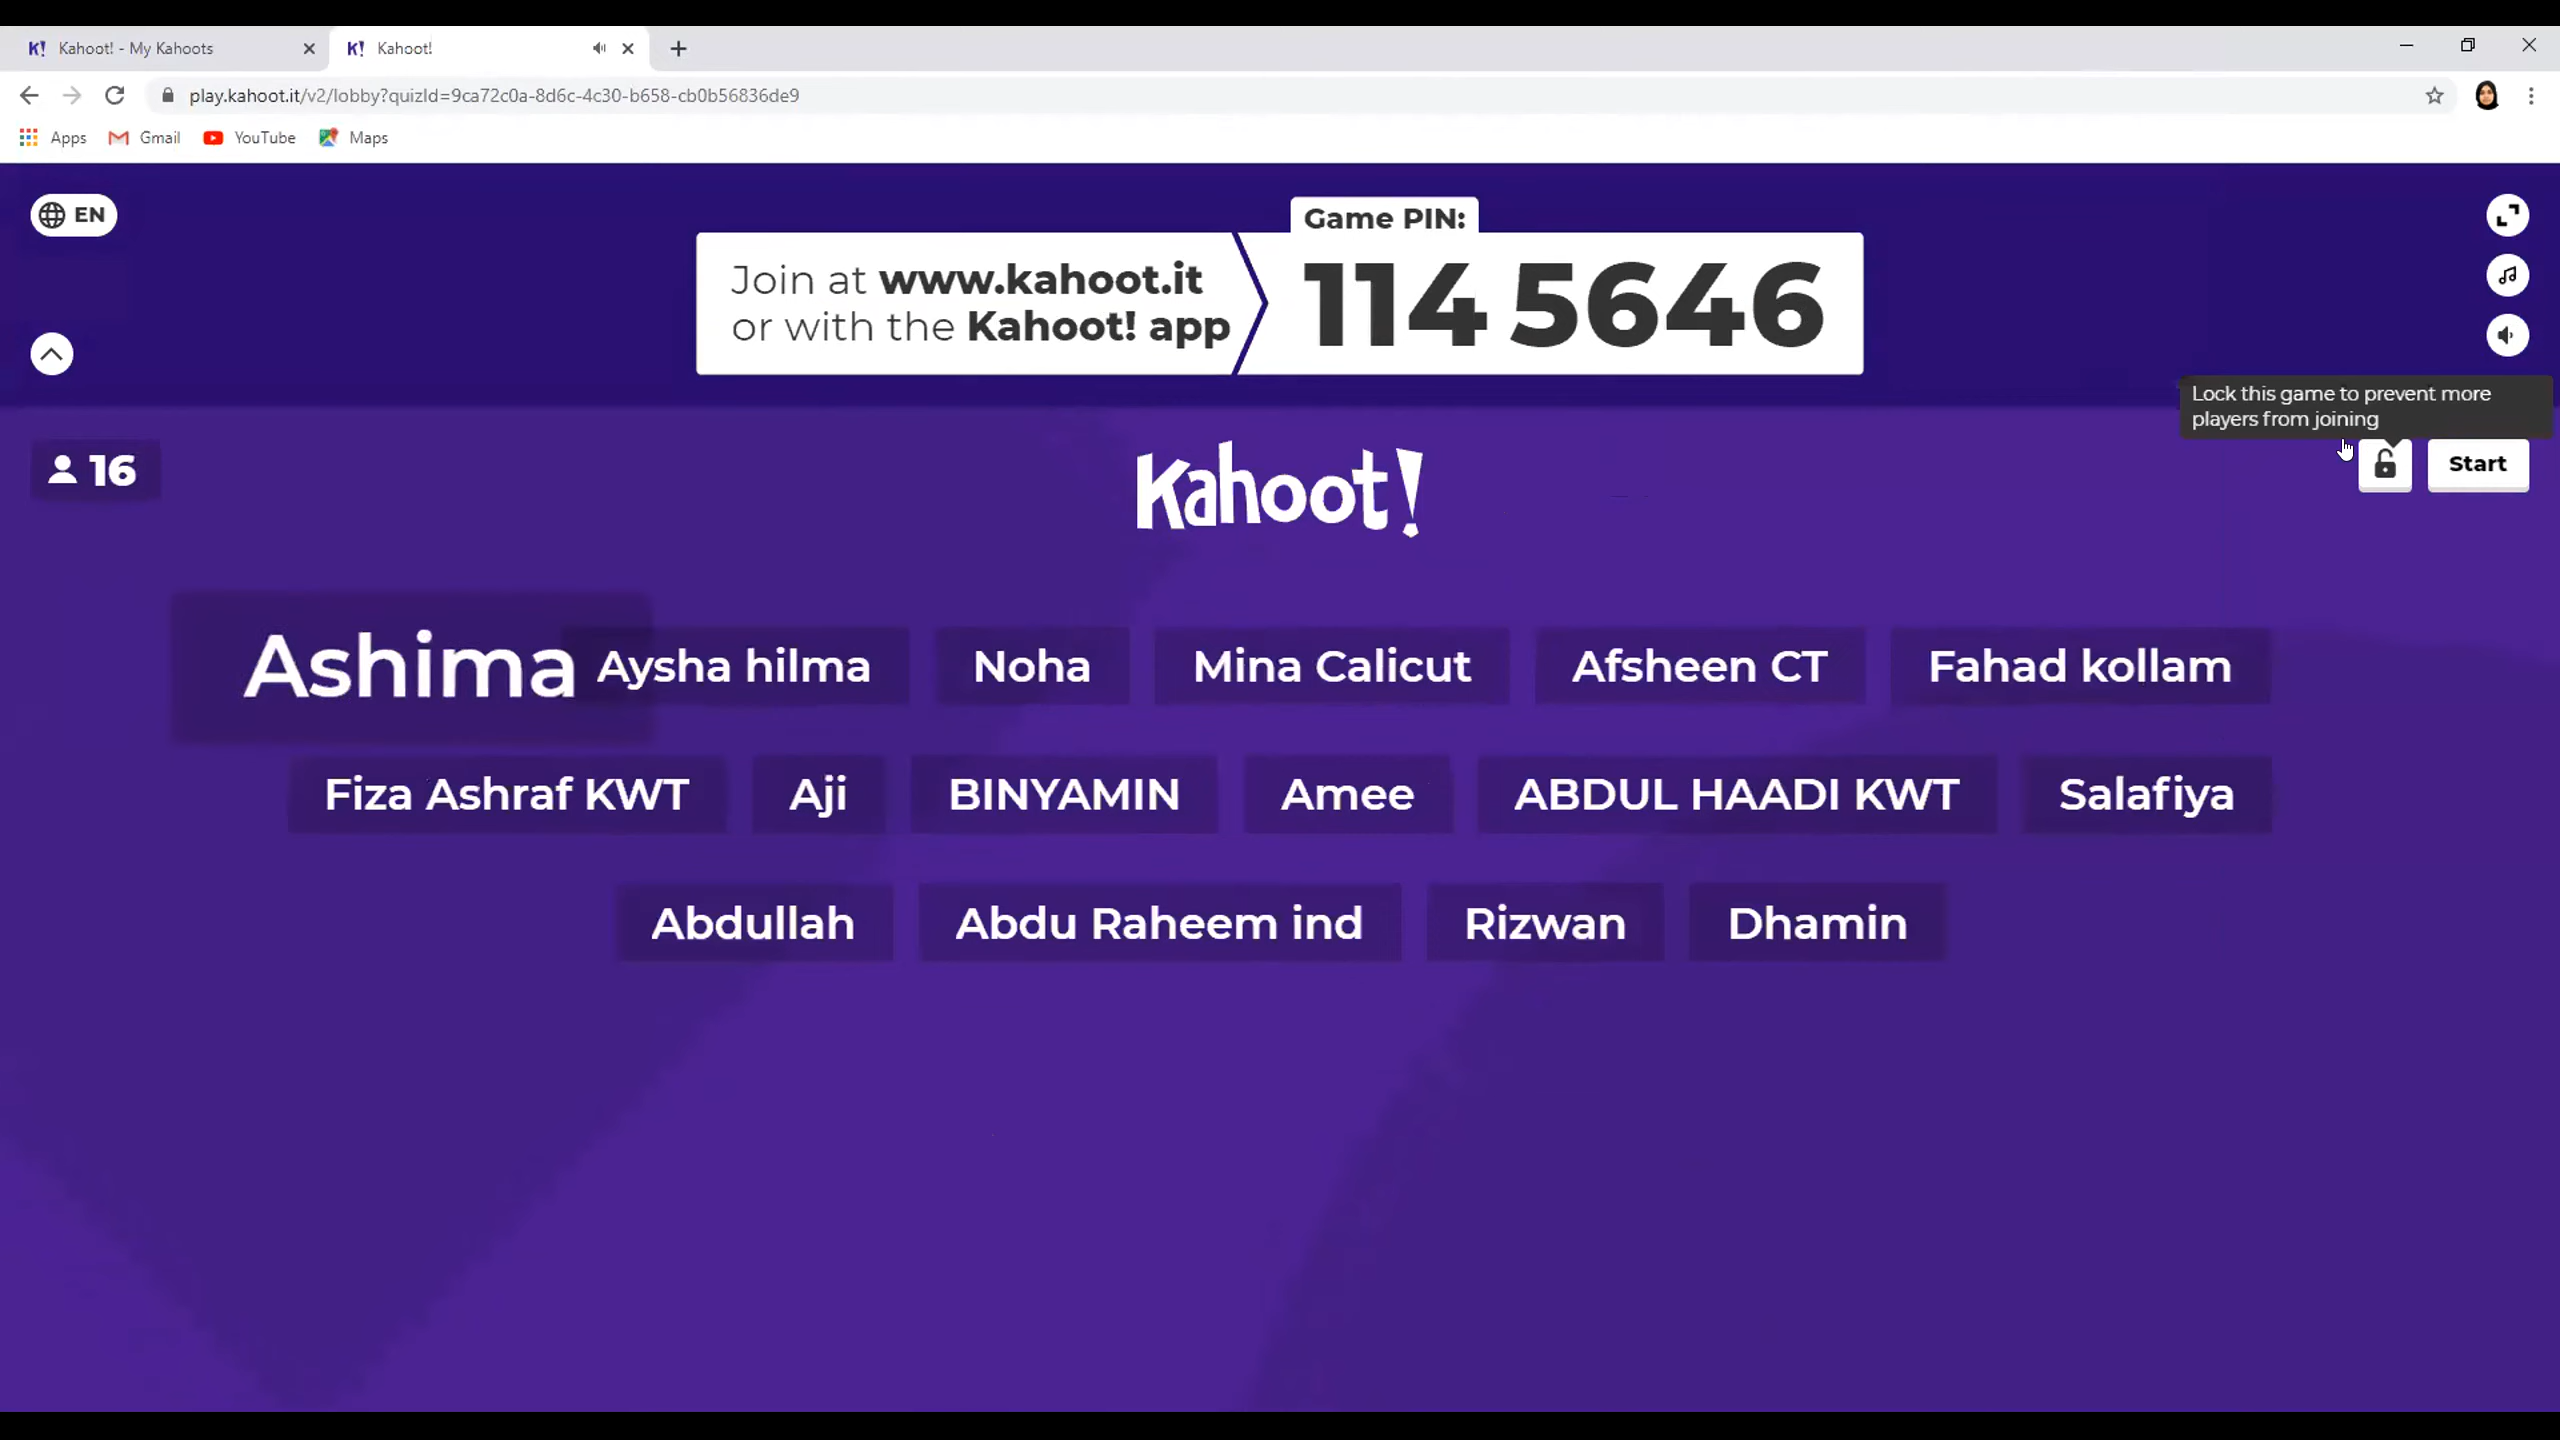 Kahoot! - My Kahoots
Kahoot!
play.kahoot.it/v2/lobby?quizId=9ca72c0a-8d6c-4c30-b658-cb0b56836de9
Apps Gmail YouTube Maps
EN
Game PIN:
Join at www.kahoot.it
or with the Kahoot! app
114 5646
Lock this game to prevent more
players from joining
16
Kahoot!
Start
Ashima Aysha hilma Noha Mina Calicut Afsheen CT Fahad kollam
Fiza Ashraf KWT Aji BINYAMIN Amee ABDUL HAADI KWT Salafiya
Abdullah Abdu Raheem ind Rizwan Dhamin